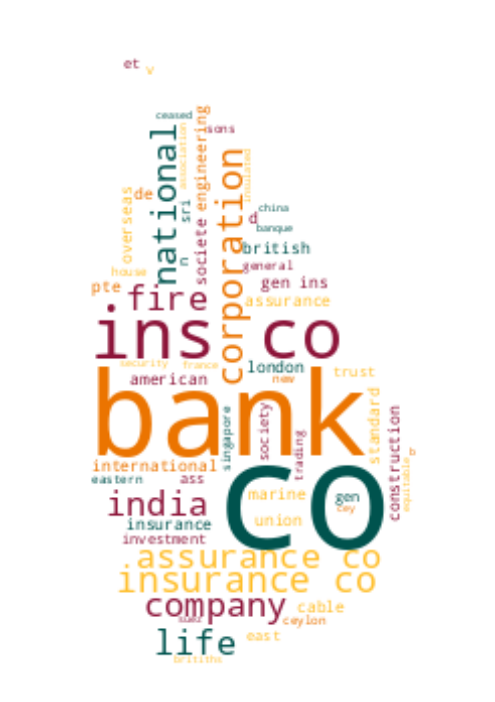 et
v
ceased
sons
national
association
engineering
corporation
insulated
overseas
de
sri
n
societe
d
china
banque
british
house
general
pte
gen ins
fire
assurance
ins co
co
security
france
london
american
new
trust
bank
standard
singapore
society
trading
construction
equitable
international
eastern
ass
co
india
marine
gen
cey
insurance
union
investment
assurance co
insurance co
company
cable
suez
ceylon
life
east
britiths